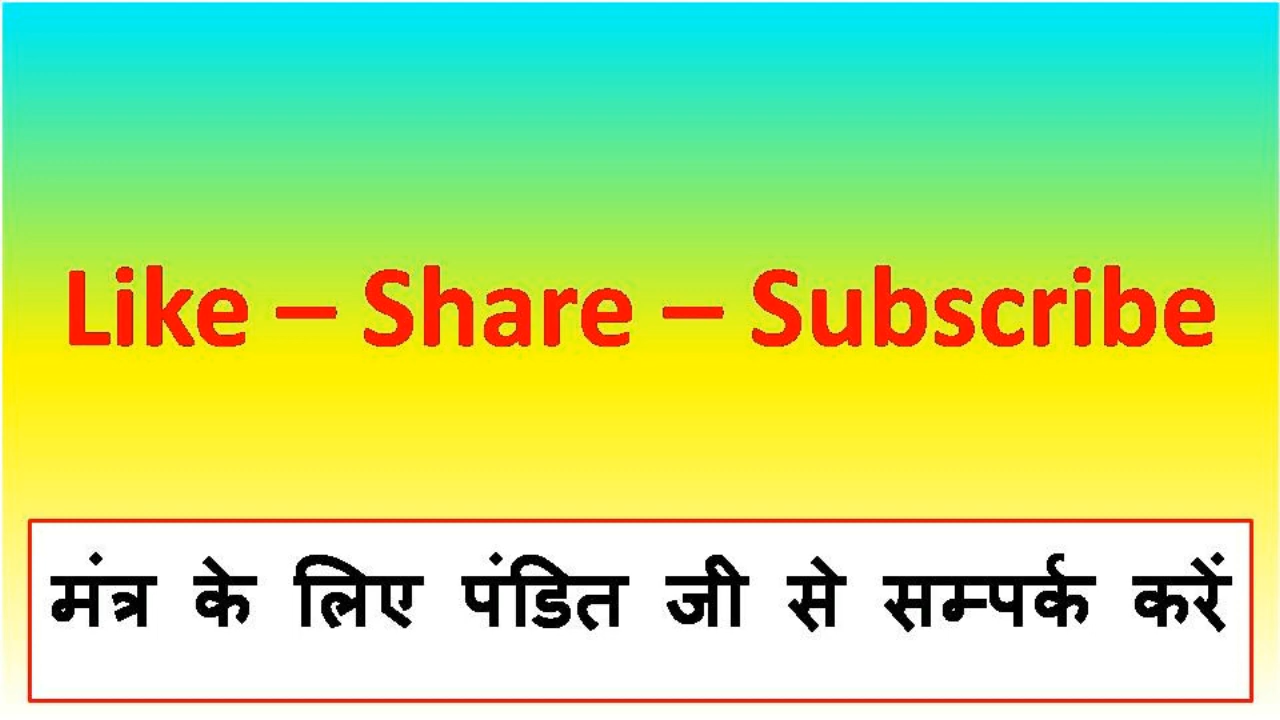 Like – Share – Subscribe
मंत्र के लिए पंडित जी से सम्पर्क करें